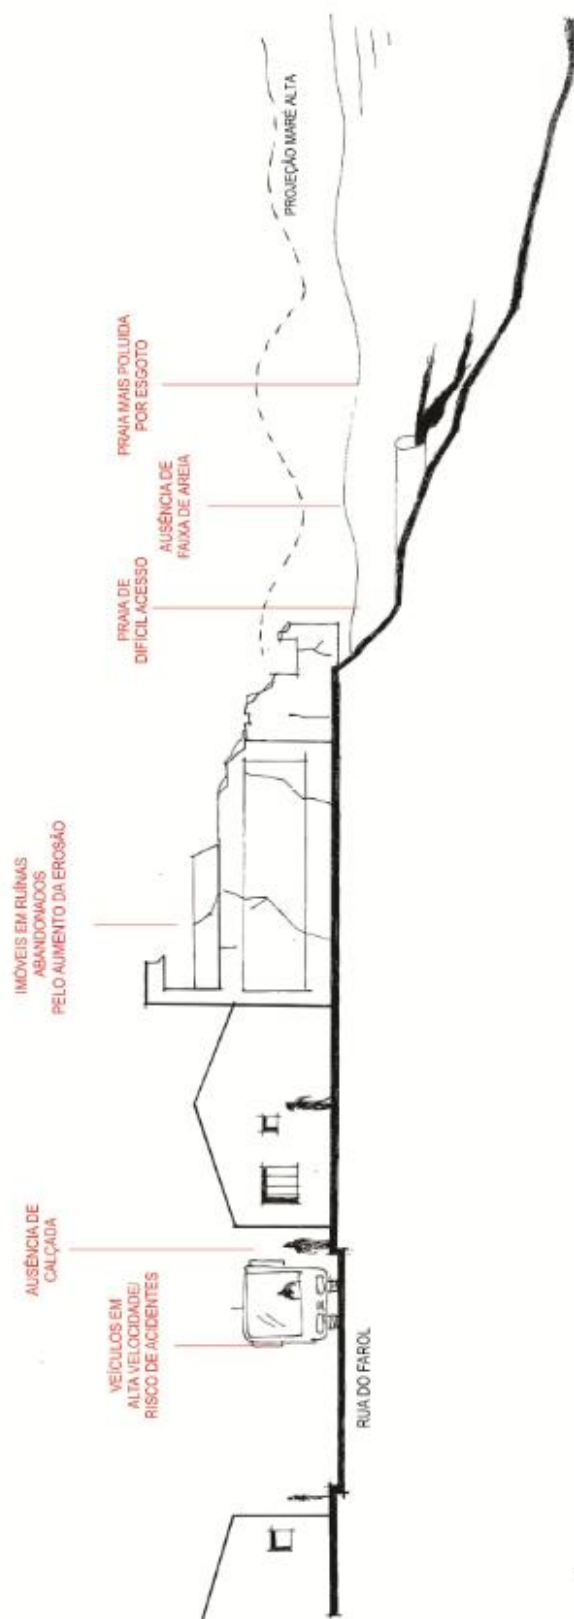 VEÍCULOS EM
ALTA VELOCIDADE/
RISCO DE ACIDENTES
AUSÊNCIA DE
CALÇADA
IMÓVEIS EM RUÍNAS
ABANDONADOS
PELO AUMENTO DA EROSÃO
PRAIA DE
DIFÍCIL ACESSO
AUSÊNCIA DE
FAIXA DE AREIA
PRAIA MAIS POLUIDA
POR ESGOTO
PROJEÇÃO MARÉ ALTA
RUA DO FAROL